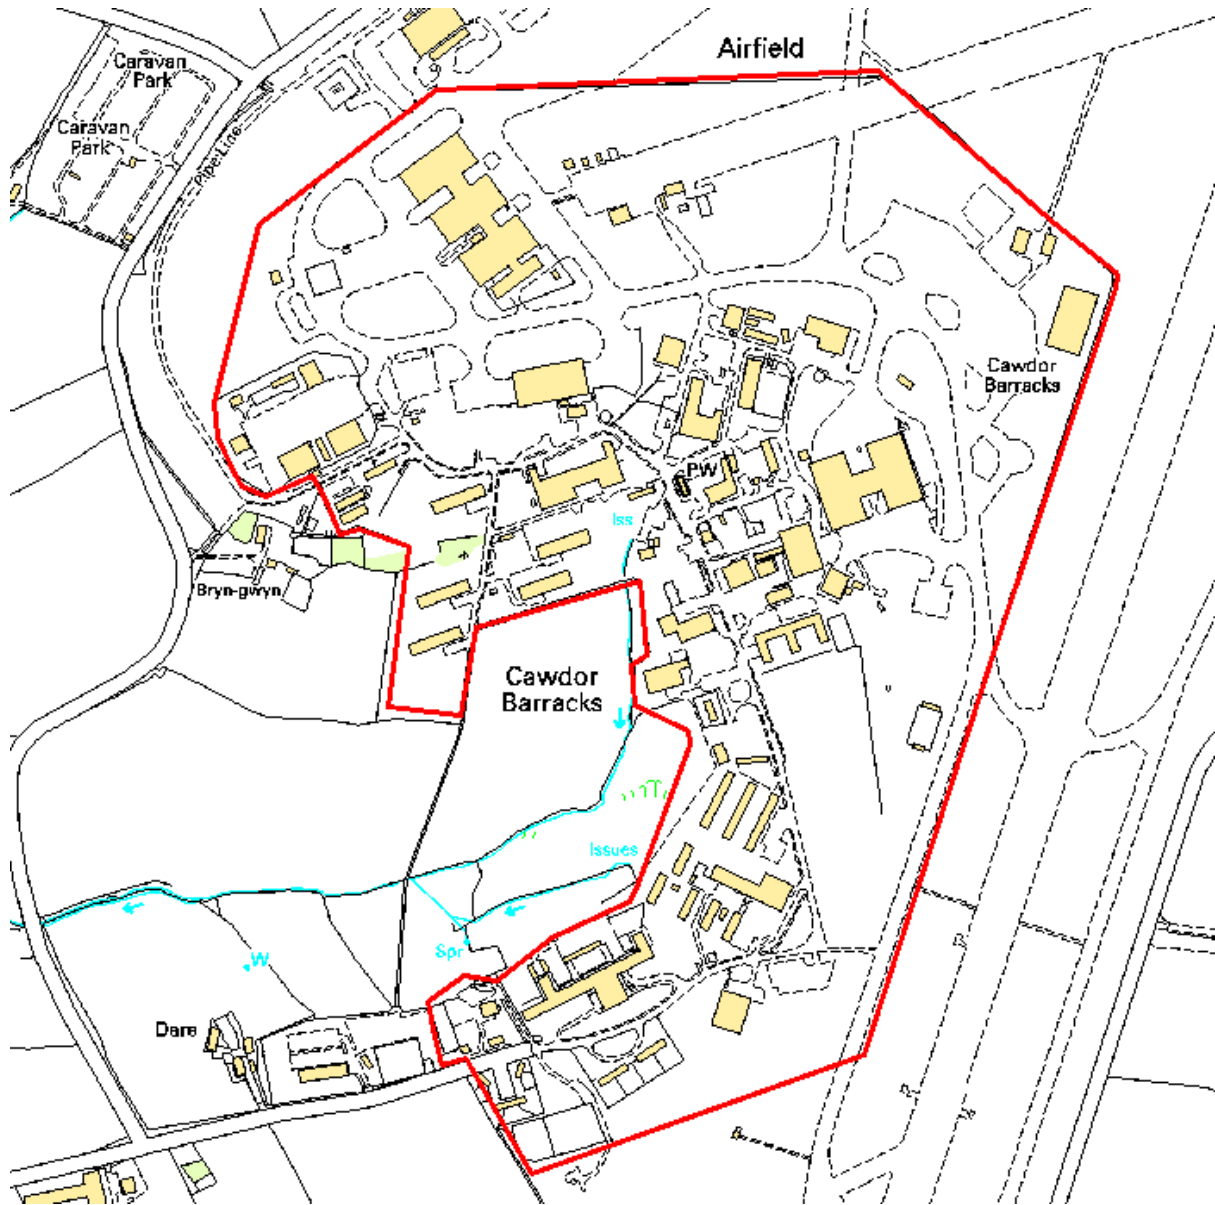 Airfield
Caravan
Park
Caravan
Park
Pipe Line
Cawdor
Barracks
PW
Iss
Bryn-gwyn
Cawdor
Barracks
Issues
Spr
W
Dare